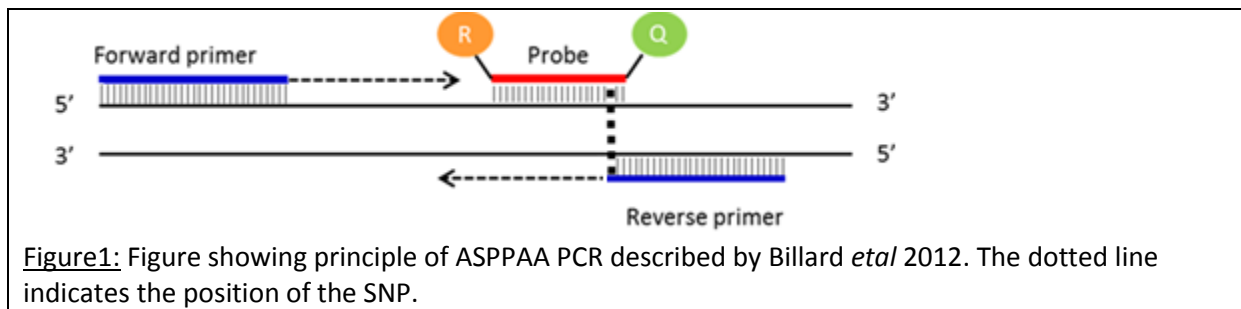 R
Q
Forward primer
Probe
5’
3’
3’
5’
Reverse primer
Figure1: Figure showing principle of ASPPAA PCR described by Billard etal 2012. The dotted line
indicates the position of the SNP.